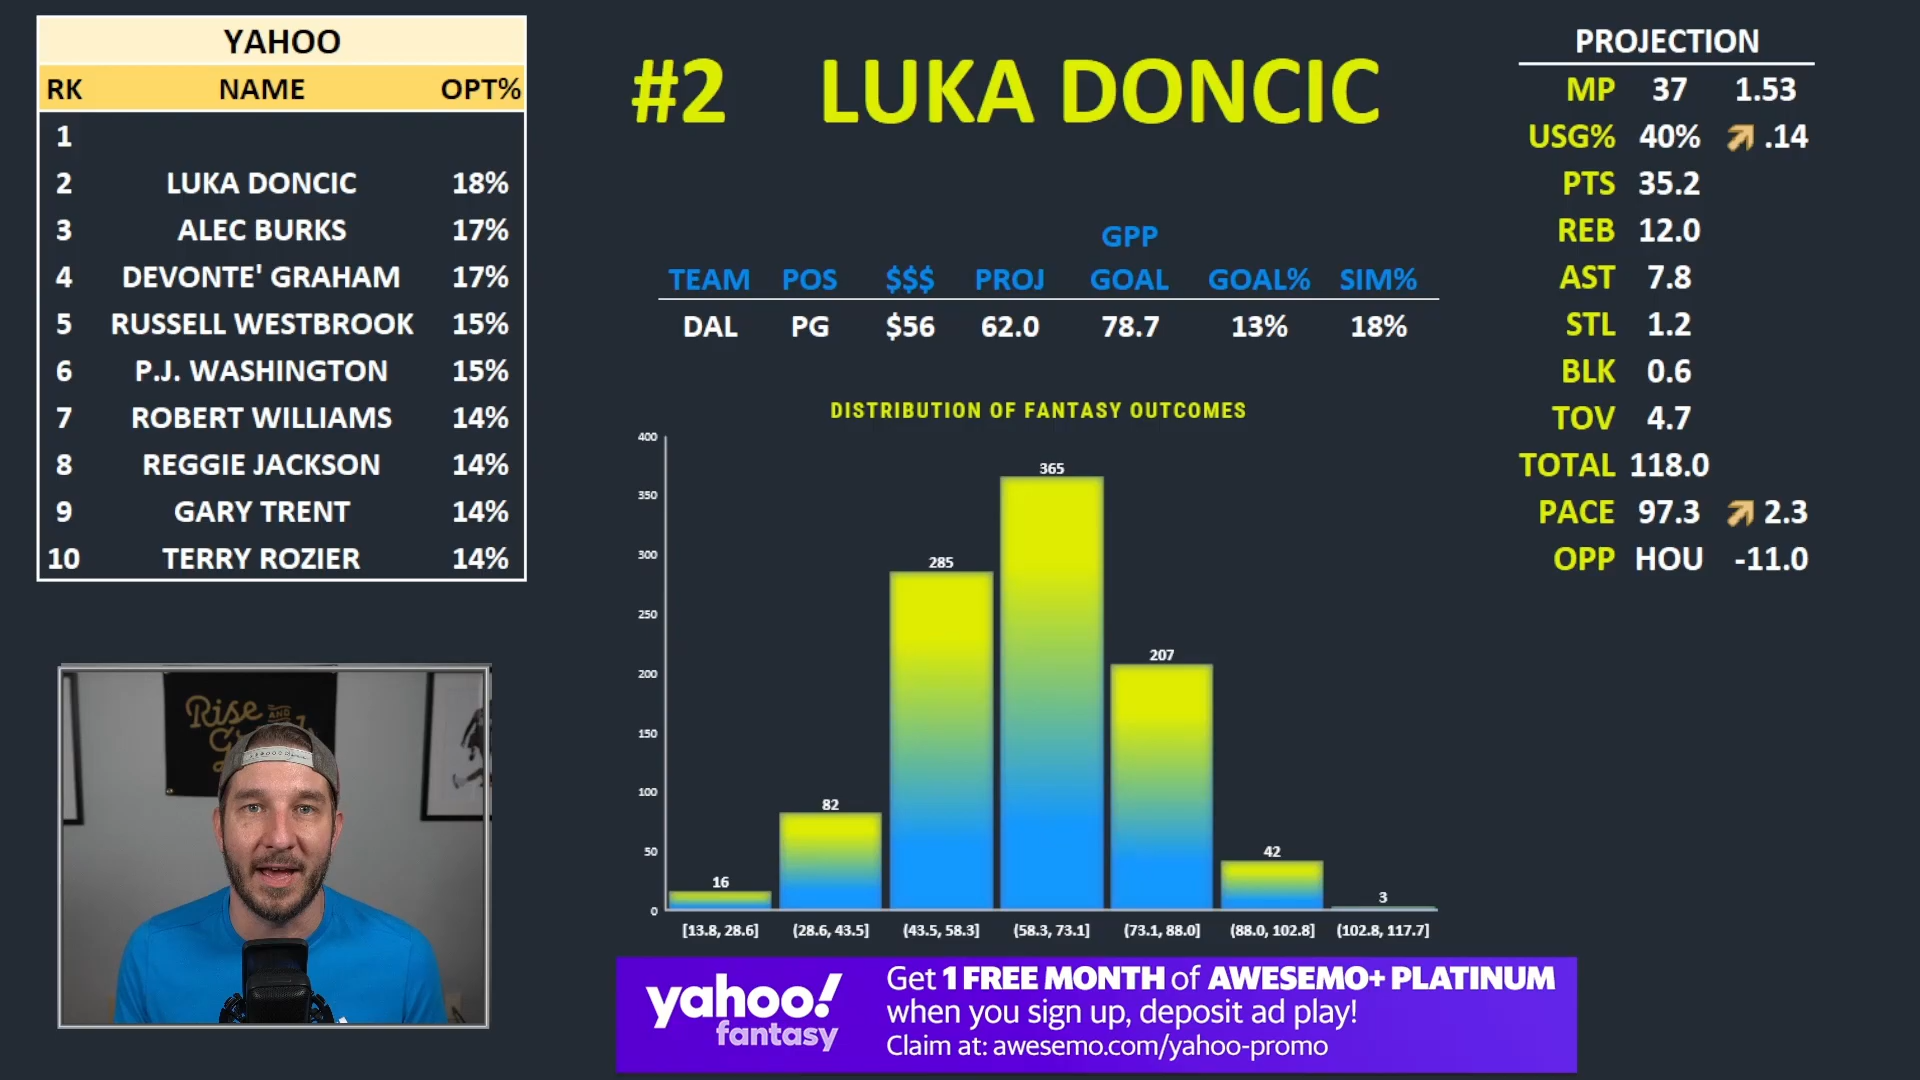 YAHOO
RK NAME OPT%
1
2 LUKA DONCIC 18%
3 ALEC BURKS 17%
4 DEVONTE' GRAHAM 17%
5 RUSSELL WESTBROOK 15%
6 P.J. WASHINGTON 15%
7 ROBERT WILLIAMS 14%
8 REGGIE JACKSON 14%
9 GARY TRENT 14%
10 TERRY ROZIER 14%
Rise AND
#2 LUKA DONCIC
GPP
TEAM POS $$$ PROJ GOAL GOAL% SIM%
DAL PG $56 62.0 78.7 13% 18%
DISTRIBUTION OF FANTASY OUTCOMES
400
350
300
250
200
150
100
50
0
16
82
285
365
207
42
3
[13.8, 28.6] (28.6, 43.5] (43.5, 58.3] (58.3, 73.1] (73.1, 88.0] (88.0, 102.8] (102.8, 117.7]
PROJECTION
MP 37 1.53
USG% 40% .14
PTS 35.2
REB 12.0
AST 7.8
STL 1.2
BLK 0.6
TOV 4.7
TOTAL 118.0
PACE 97.3 2.3
OPP HOU -11.0
yahoo!
fantasy
Get 1 FREE MONTH of AWESEMO+ PLATINUM
when you sign up, deposit ad play!
Claim at: awesemo.com/yahoo-promo